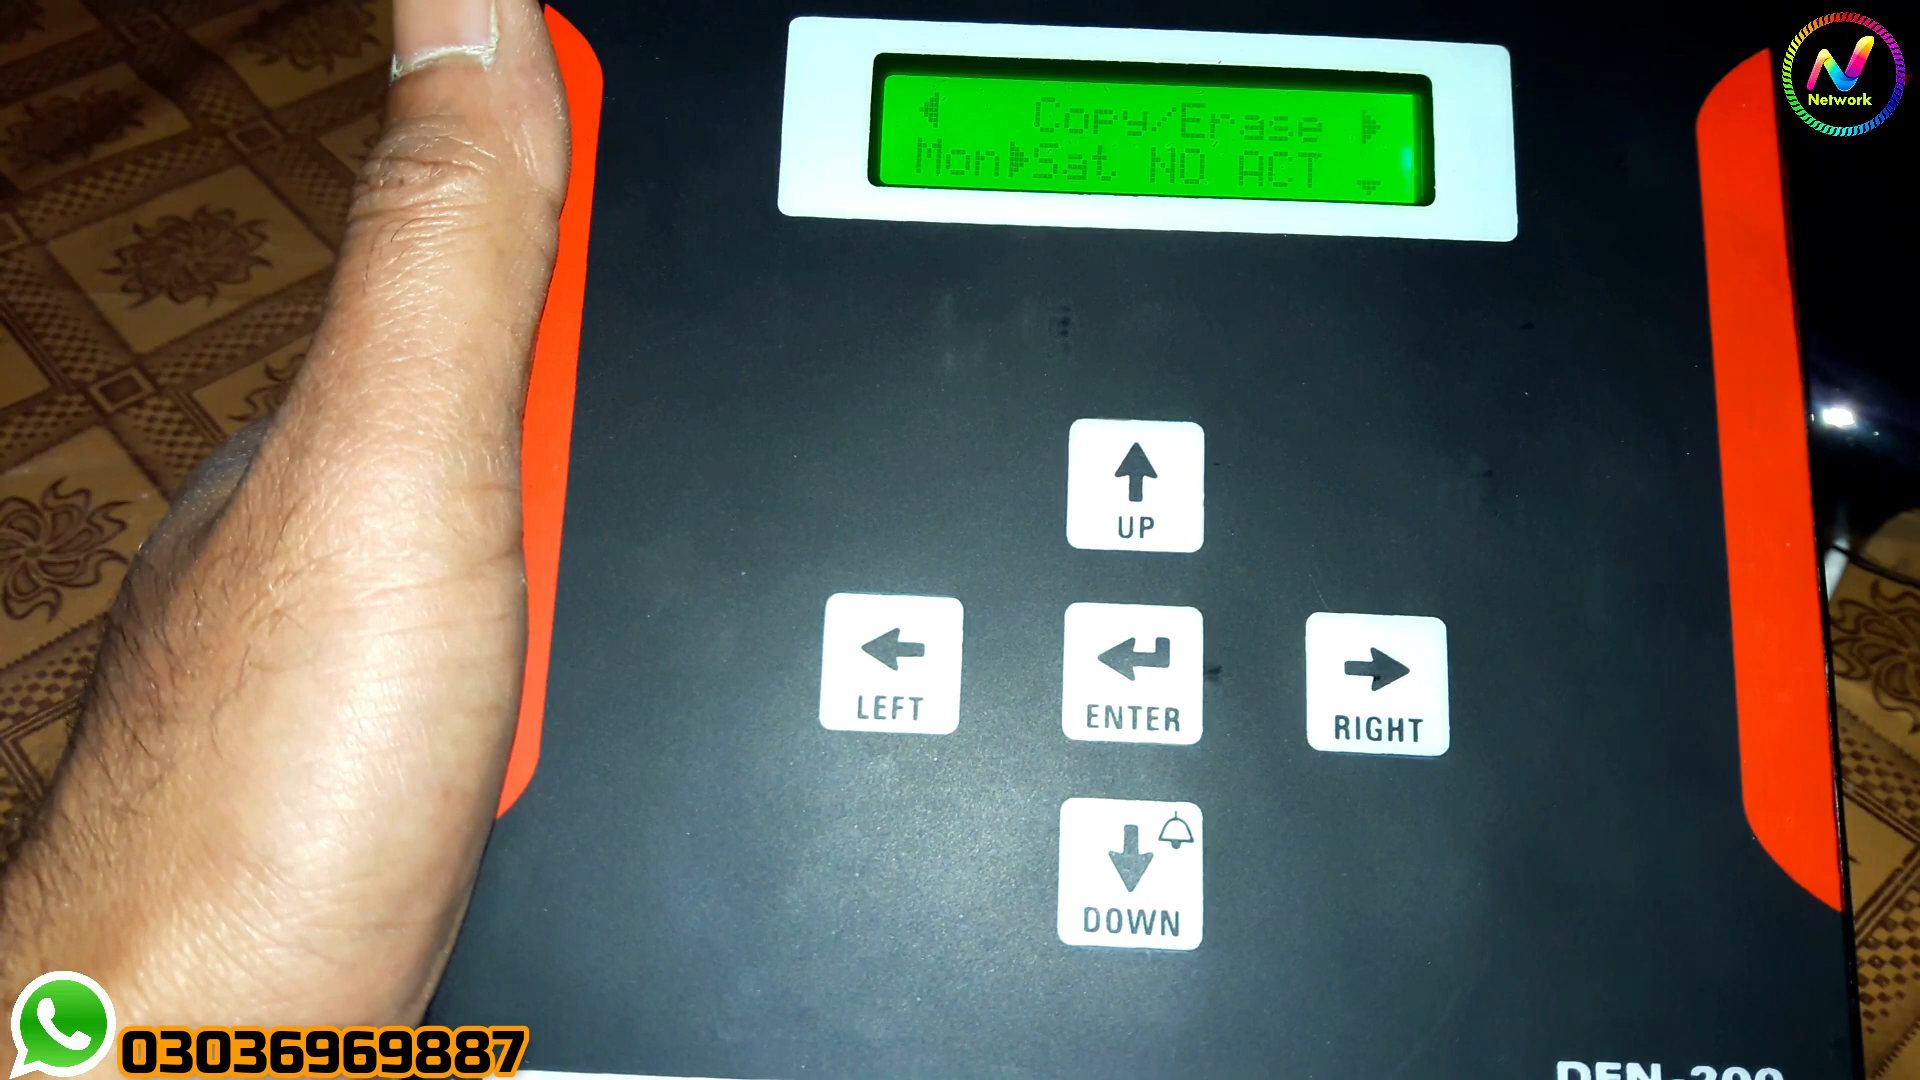 Network
Copy/Erase
Mon▶Sat NO ACT
UP
LEFT
ENTER
RIGHT
DOWN
03036969887
DEN-200